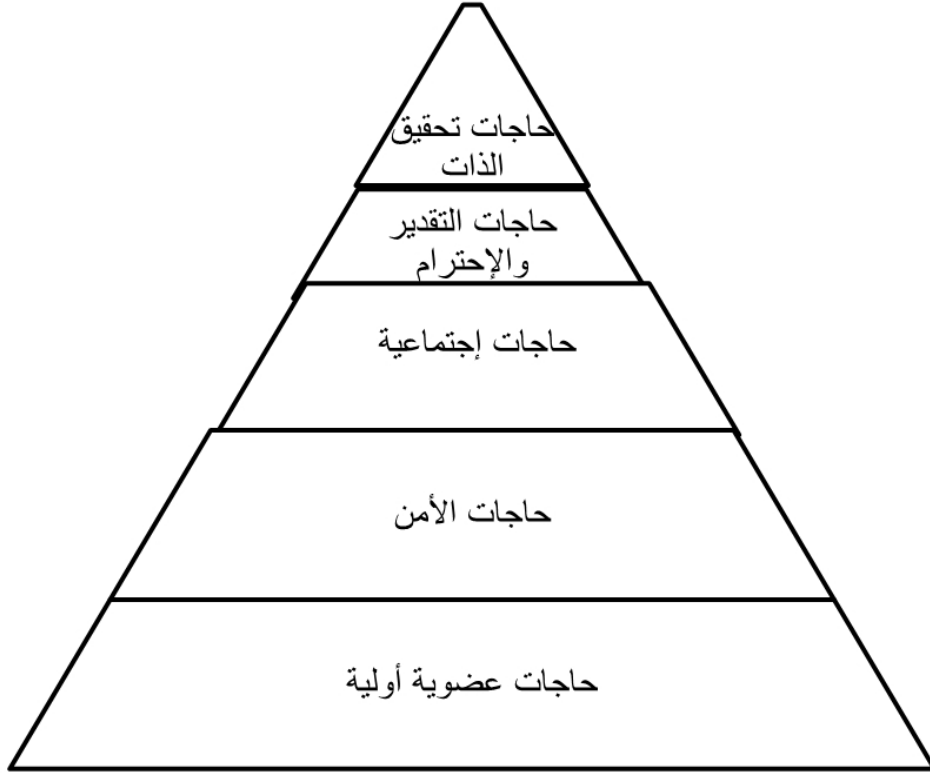 حاجات تحقيق
الذات
حاجات التقدير
والإحترام
حاجات إجتماعية
حاجات الأمن
حاجات عضوية أولية